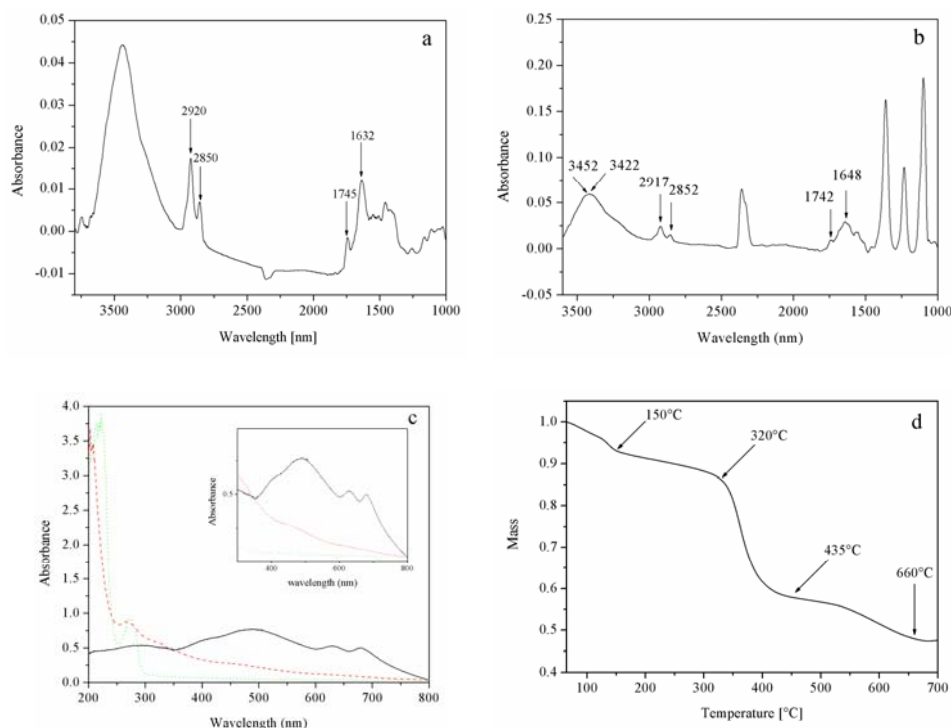 a
0.05
0.04
0.03
0.02
0.01
0.00
-0.01
Absorbance
2920
2850
1745
1632
3500 3000 2500 2000 1500 1000
Wavelength [nm]
b
0.25
0.20
0.15
0.10
0.05
0.00
-0.05
Absorbance
3452
3422
2917
2852
1742
1648
3500 3000 2500 2000 1500 1000
Wavelength (nm)
c
4.0
3.5
3.0
2.5
2.0
1.5
1.0
0.5
0.0
Absorbance
200 300 400 500 600 700 800
Wavelength (nm)
0.5
Absorbance
400 600 800
wavelength (nm)
d
1.0
0.9
0.8
0.7
0.6
0.5
0.4
Mass
150°C
320°C
435°C
660°C
100 200 300 400 500 600 700
Temperature [°C]